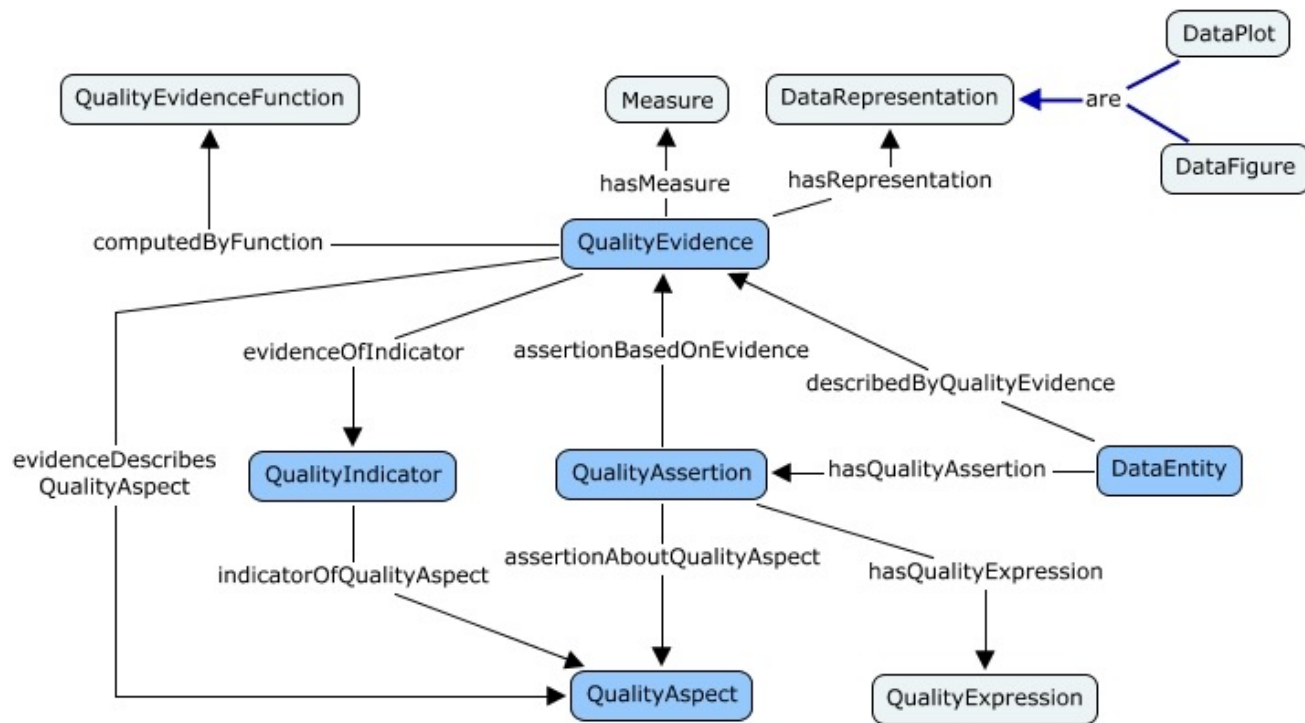 DataPlot
QualityEvidenceFunction
Measure
DataRepresentation
are
DataFigure
hasMeasure
hasRepresentation
computedByFunction
QualityEvidence
evidenceOfIndicator
assertionBasedOnEvidence
describedByQualityEvidence
evidenceDescribes
QualityAspect
QualityIndicator
QualityAssertion
hasQualityAssertion
DataEntity
indicatorOfQualityAspect
assertionAboutQualityAspect
hasQualityExpression
QualityAspect
QualityExpression